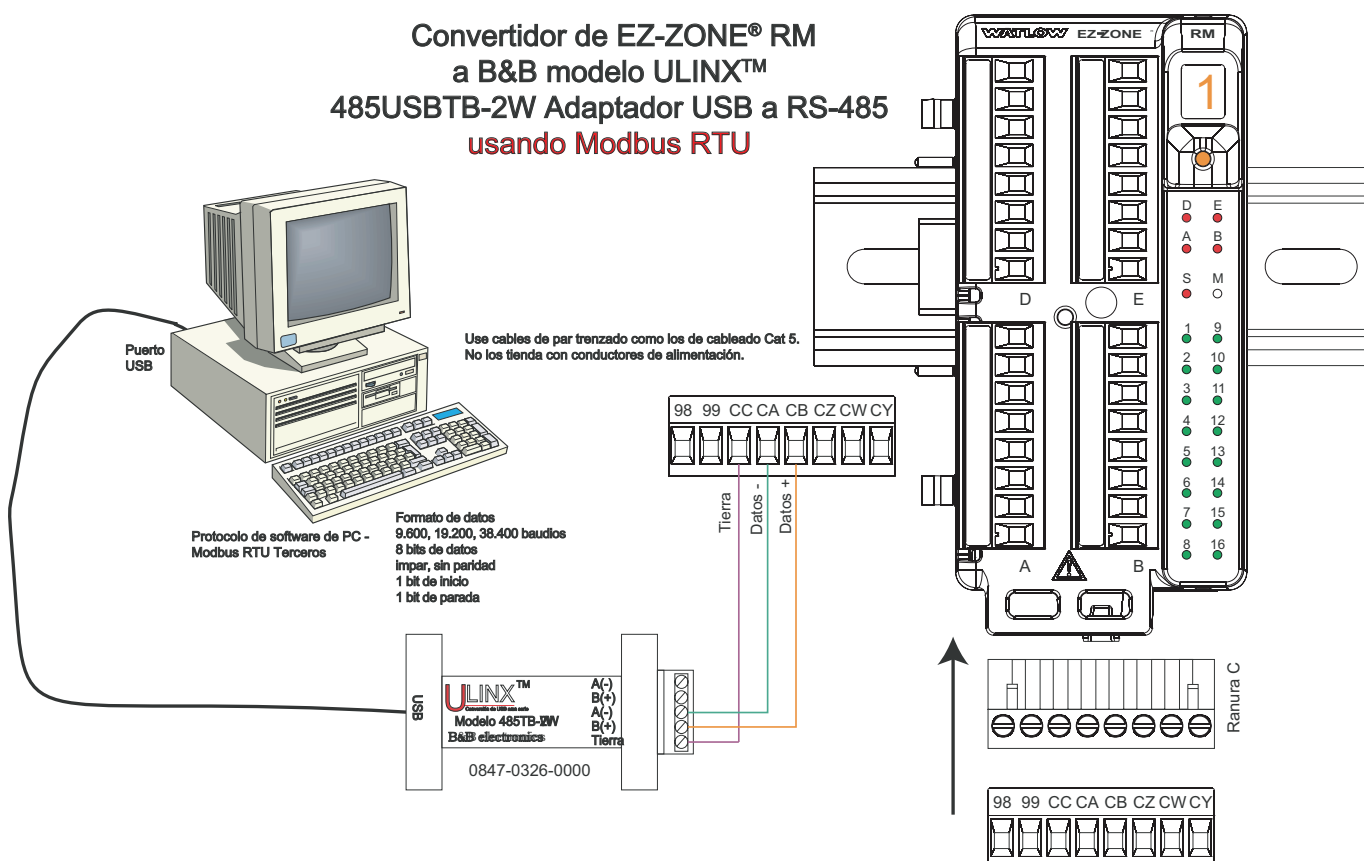 Convertidor de EZ-ZONE® RM
a B&B modelo ULINX™
485USBTB-2W Adaptador USB a RS-485
usando Modbus RTU
WATLOW EZ-ZONE™ RM
1
D E
A B
S M
1 9
2 10
3 11
4 12
5 13
6 14
7 15
8 16
D E
A B
Puerto
USB
Use cables de par trenzado como los de cableado Cat 5.
No los tienda con conductores de alimentación.
98 99 CC CA CB CZ CW CY
Tierra
Datos -
Datos +
Protocolo de software de PC -
Modbus RTU Terceros
Formato de datos
9.600, 19.200, 38.400 baudios
8 bits de datos
impar, sin paridad
1 bit de inicio
1 bit de parada
USB
ULINX™
Modelo 485TB-2W
B&B electronics
A(-)
B(+)
A(-)
B(+)
Tierra
0847-0326-0000
Ranura C
98 99 CC CA CB CZ CW CY